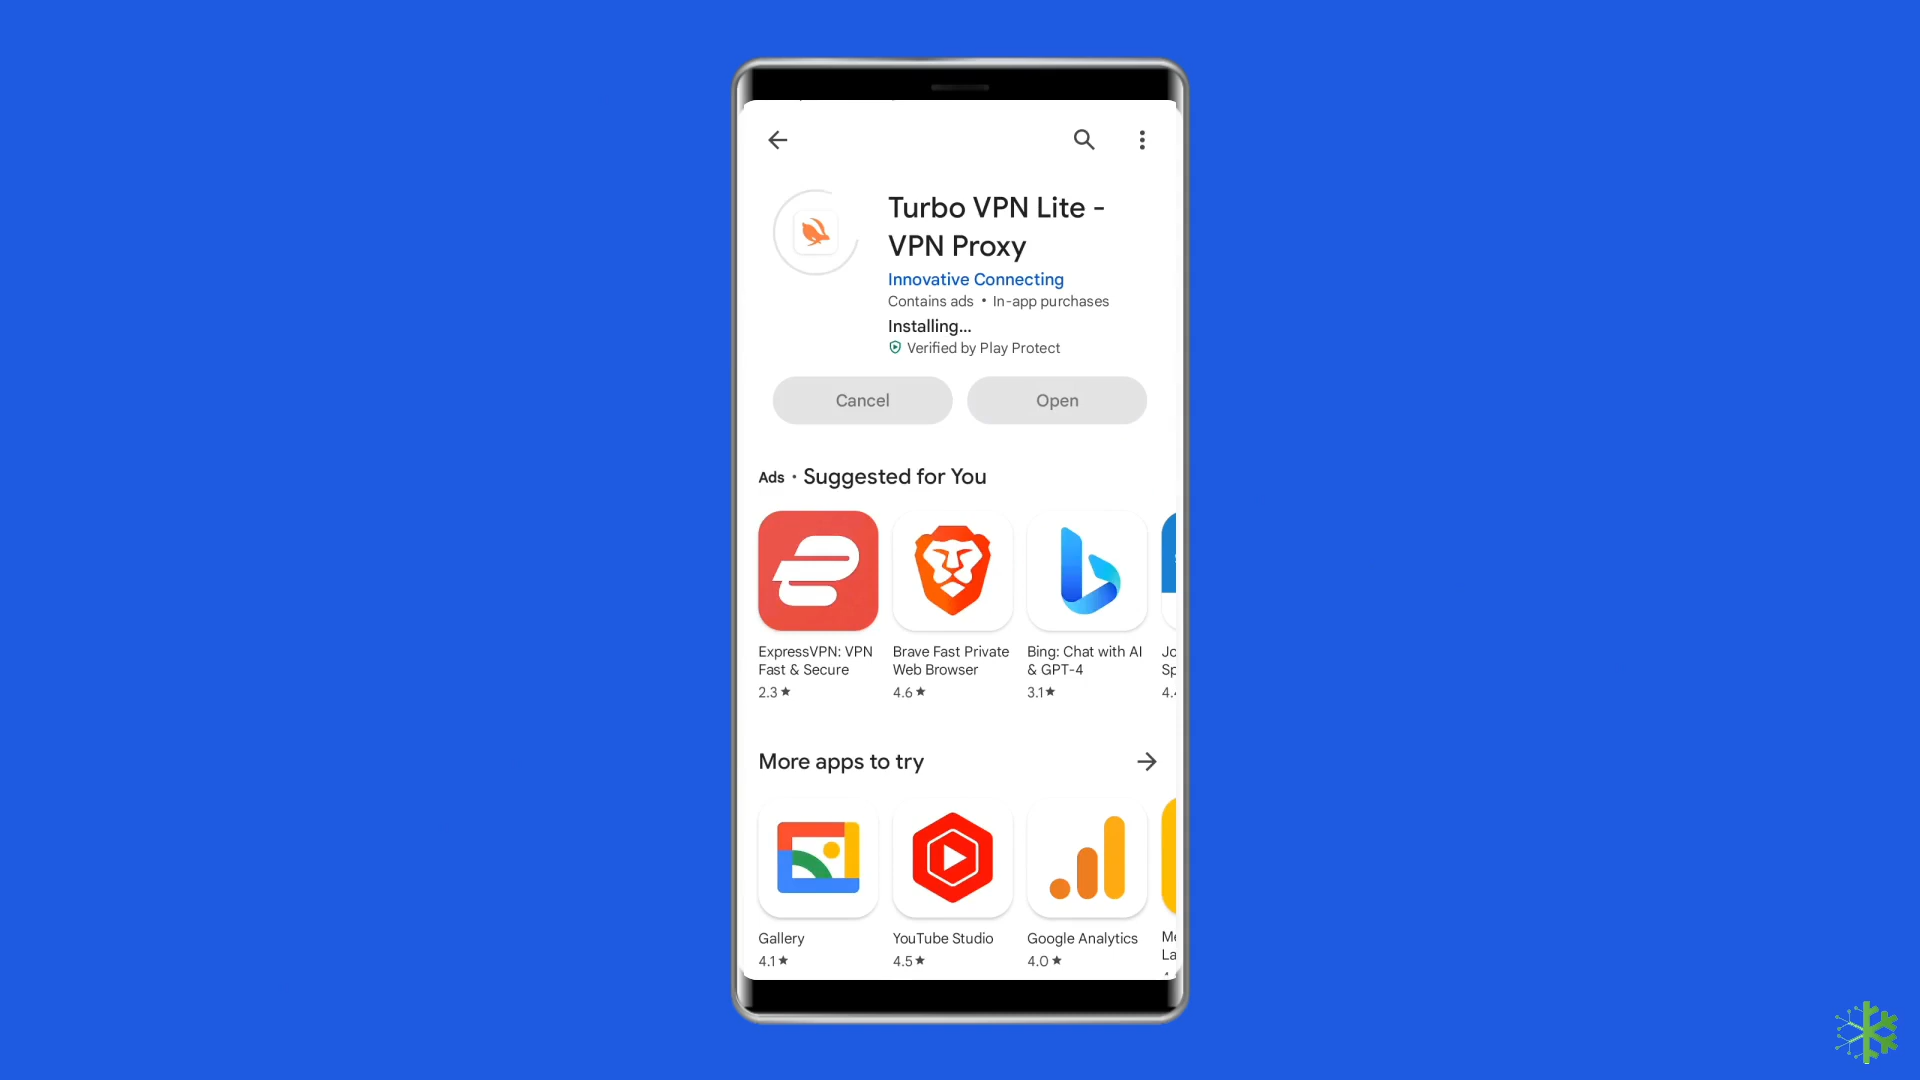 Turbo VPN Lite -
VPN Proxy
Innovative Connecting
Contains ads • In-app purchases
Installing...
Verified by Play Protect
Cancel Open
Ads · Suggested for You
ExpressVPN: VPN
Fast & Secure
2.3★
Brave Fast Private
Web Browser
4.6★
Bing: Chat with AI
& GPT-4
3.1★
More apps to try
Gallery
4.1★
YouTube Studio
4.5★
Google Analytics
4.0★